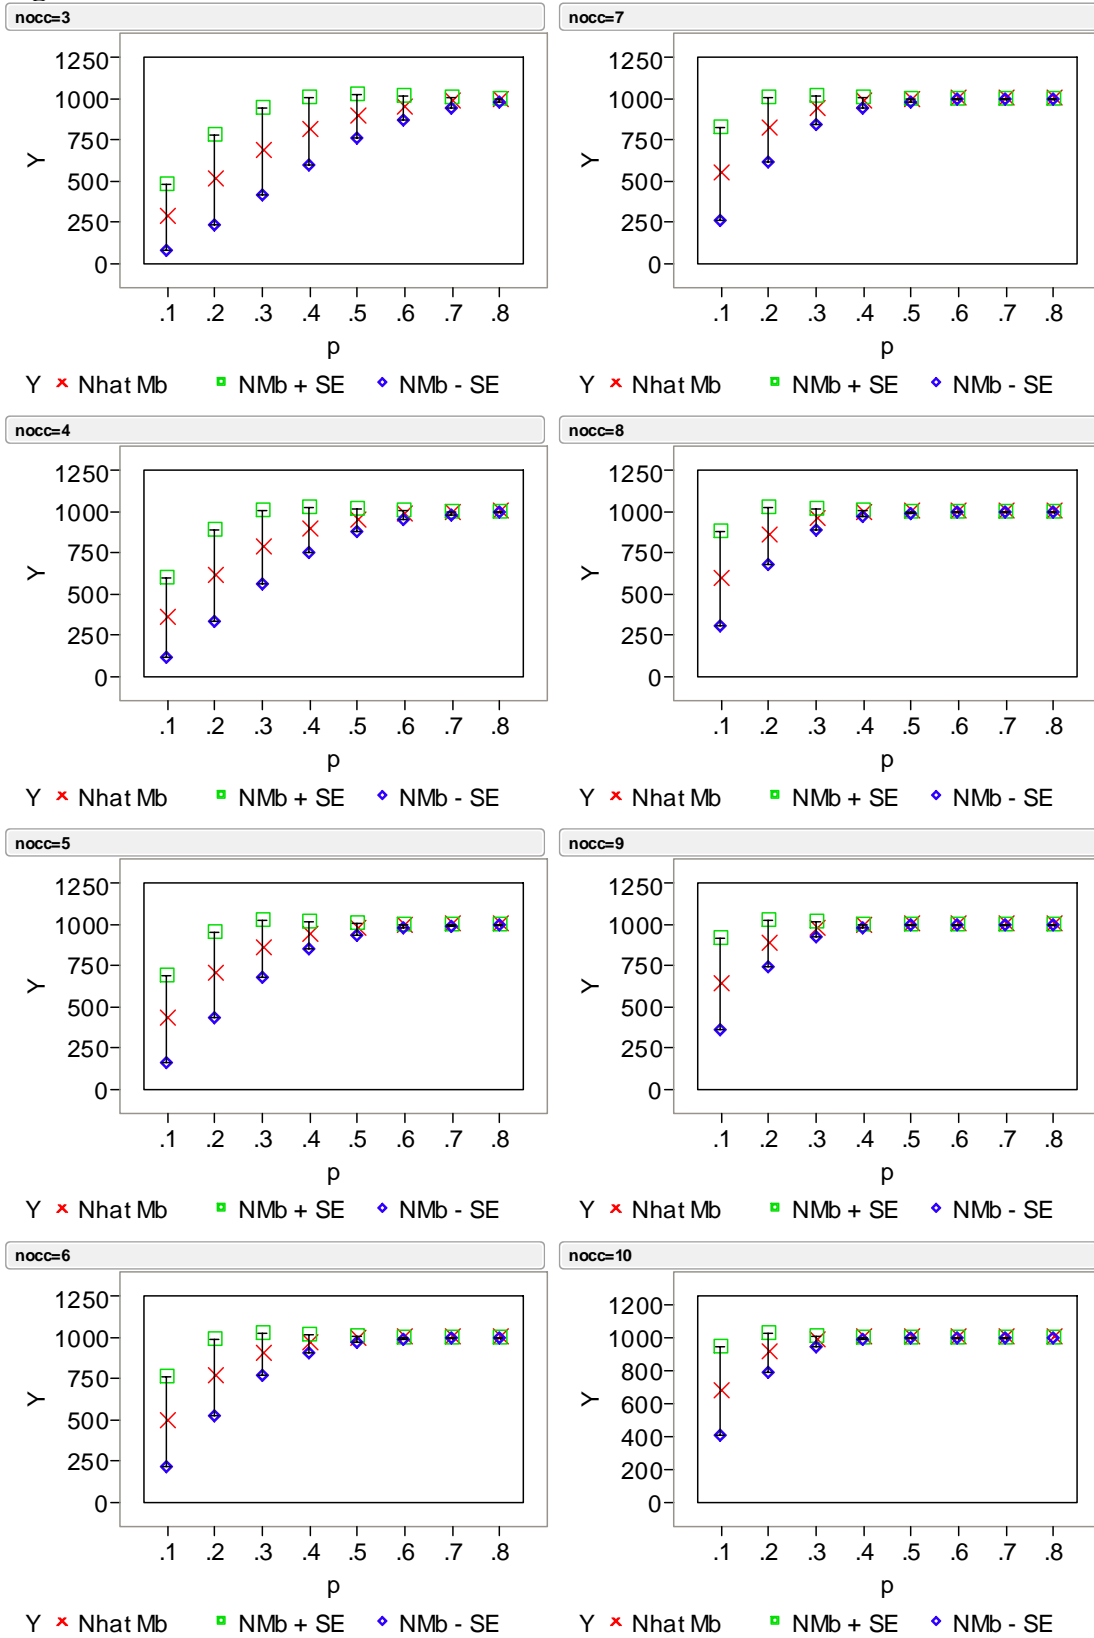 nocc=3
1250
1000
750
500
250
0
Y
.1 .2 .3 .4 .5 .6 .7 .8
p
Y × Nhat Mb NMb + SE NMb - SE
nocc=7
1250
1000
750
500
250
0
Y
.1 .2 .3 .4 .5 .6 .7 .8
p
Y × Nhat Mb NMb + SE NMb - SE
nocc=4
1250
1000
750
500
250
0
Y
.1 .2 .3 .4 .5 .6 .7 .8
p
Y × Nhat Mb NMb + SE NMb - SE
nocc=8
1250
1000
750
500
250
0
Y
.1 .2 .3 .4 .5 .6 .7 .8
p
Y × Nhat Mb NMb + SE NMb - SE
nocc=5
1250
1000
750
500
250
0
Y
.1 .2 .3 .4 .5 .6 .7 .8
p
Y × Nhat Mb NMb + SE NMb - SE
nocc=9
1250
1000
750
500
250
0
Y
.1 .2 .3 .4 .5 .6 .7 .8
p
Y × Nhat Mb NMb + SE NMb - SE
nocc=6
1250
1000
750
500
250
0
Y
.1 .2 .3 .4 .5 .6 .7 .8
p
Y × Nhat Mb NMb + SE NMb - SE
nocc=10
1200
1000
800
600
400
200
0
Y
.1 .2 .3 .4 .5 .6 .7 .8
p
Y × Nhat Mb NMb + SE NMb - SE